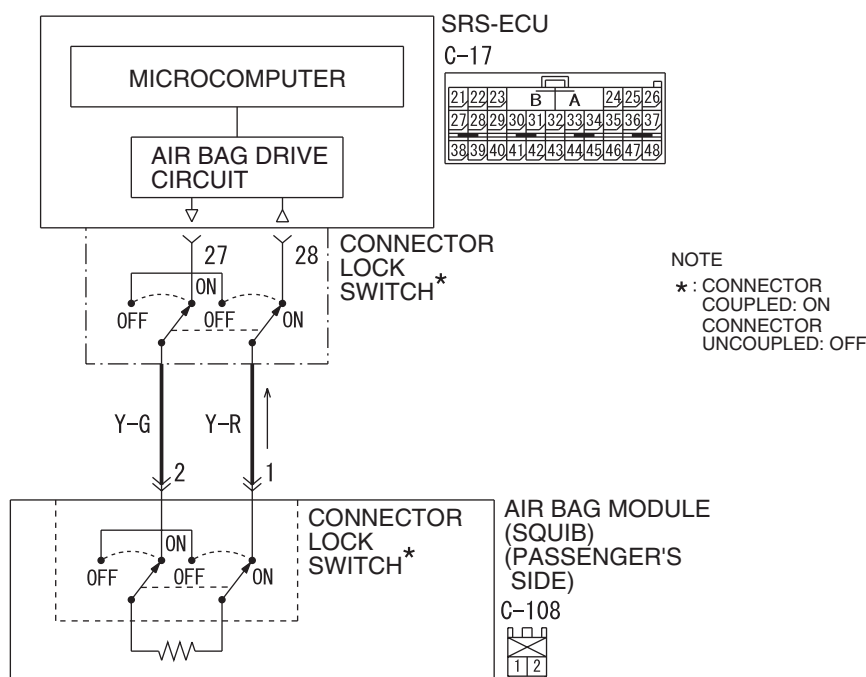 SRS-ECU
C-17
MICROCOMPUTER
21 22 23 B A 24 25 26
27 28 29 30 31 32 33 34 35 36 37
38 39 40 41 42 43 44 45 46 47 48
AIR BAG DRIVE
CIRCUIT
27 28
CONNECTOR
LOCK
SWITCH*
ON
OFF OFF ON
NOTE
*: CONNECTOR
COUPLED: ON
CONNECTOR
UNCOUPLED: OFF
Y-G Y-R
2 1
CONNECTOR
LOCK
SWITCH*
ON
OFF OFF ON
AIR BAG MODULE
(SQUIB)
(PASSENGER'S
SIDE)
C-108
1 2